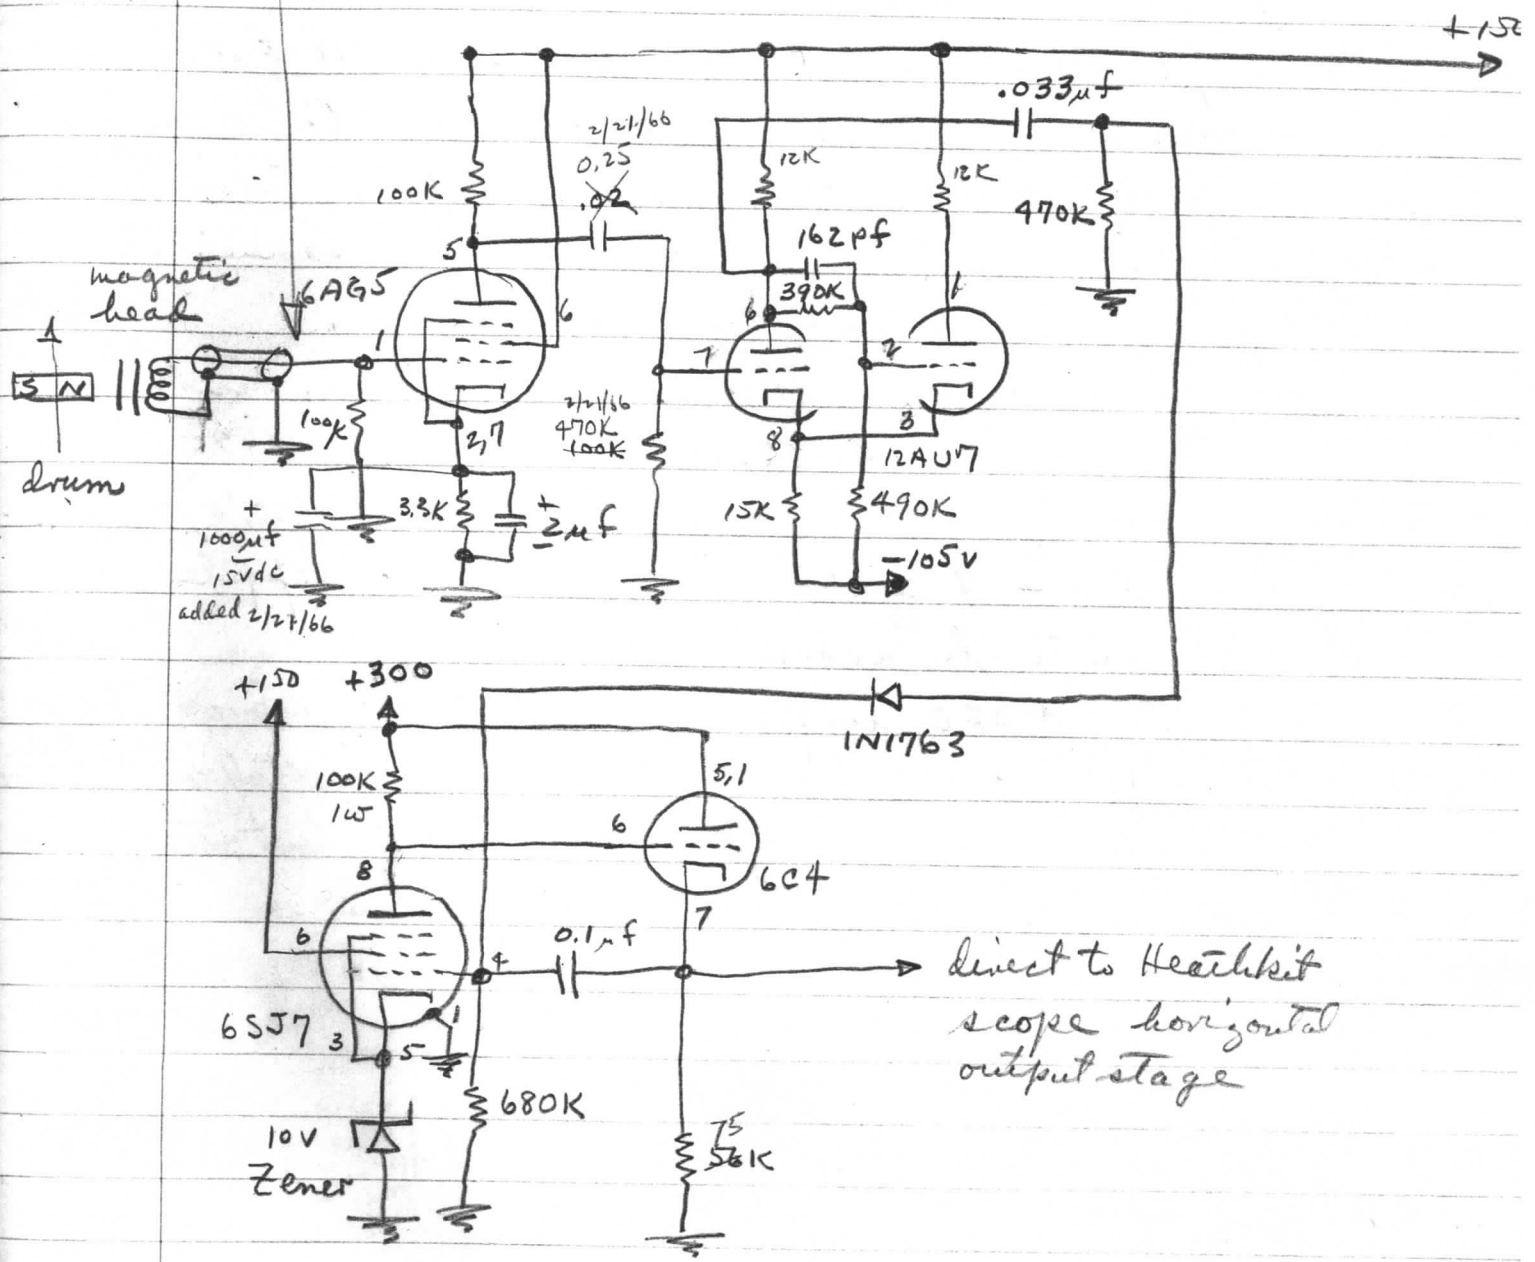 .033µf
2/21/66
0.25
.02
12K
12K
100K
470K
162pf
5
magnetic
head
6AG5
390K
6
6
1
1
7
2
S N
100K
2/21/66
470K
100K
2,7
8
3
12AU7
drum
+
1000µf
15vdc
added 2/27/66
3.3K
+
2µf
-
15K
490K
-105v
+150
+300
1N1763
100K
1W
5,1
6
8
6C4
7
6
0.1µf
4
direct to Heathkit
scope horizontal
output stage
6SJ7
1
3
5
680K
10V
Zener
75
56K